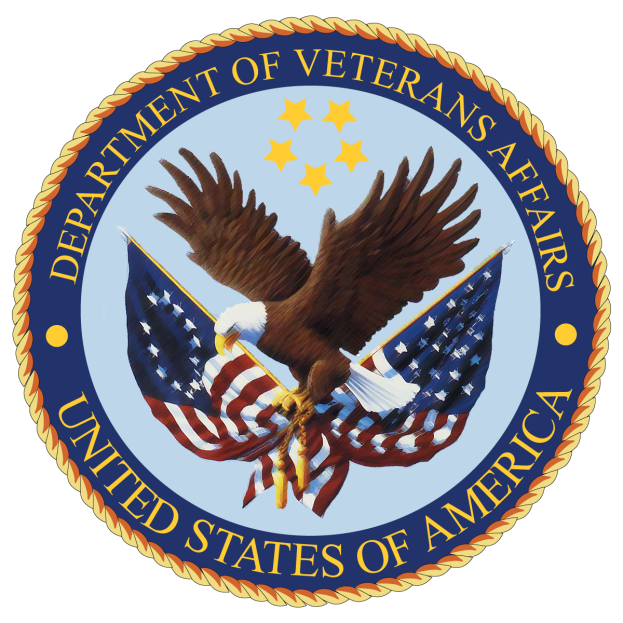 DEPARTMENT OF VETERANS AFFAIRS
UNITED STATES OF AMERICA